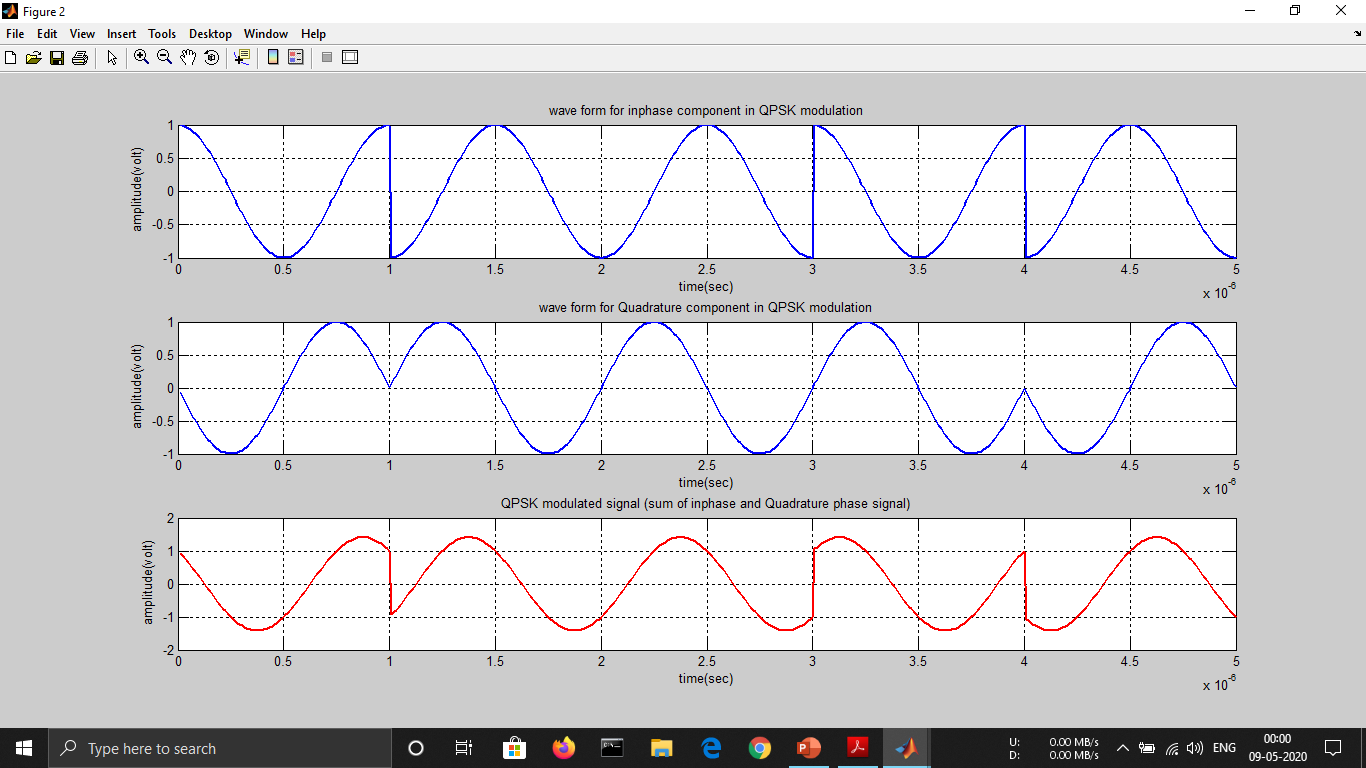 Figure 2
File Edit View Insert Tools Desktop Window Help
wave form for inphase component in QPSK modulation
amplitude(volt)
1
0.5
0
-0.5
-1
0 0.5 1 1.5 2 2.5 3 3.5 4 4.5 5
time(sec)
x 10-6
wave form for Quadrature component in QPSK modulation
amplitude(volt)
1
0.5
0
-0.5
-1
0 0.5 1 1.5 2 2.5 3 3.5 4 4.5 5
time(sec)
x 10-6
QPSK modulated signal (sum of inphase and Quadrature phase signal)
amplitude(volt)
2
1
0
-1
-2
0 0.5 1 1.5 2 2.5 3 3.5 4 4.5 5
time(sec)
x 10-6
Type here to search
U: 0.00 MB/s
D: 0.00 MB/s
ENG
00:00
09-05-2020